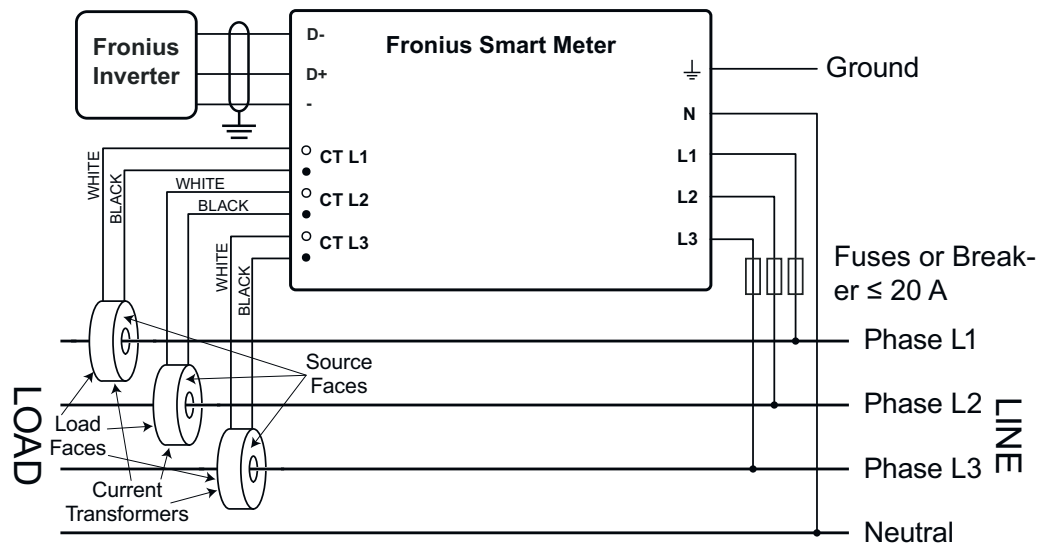 Fronius
Inverter
D-
D+
-
Fronius Smart Meter
Ground
N
L1
L2
L3
CT L1
CT L2
CT L3
WHITE
BLACK
WHITE
BLACK
WHITE
BLACK
Fuses or Break-
er ≤ 20 A
Phase L1
Source
Faces
Phase L2
LOAD
LINE
Load
Faces
Phase L3
Current
Transformers
Neutral